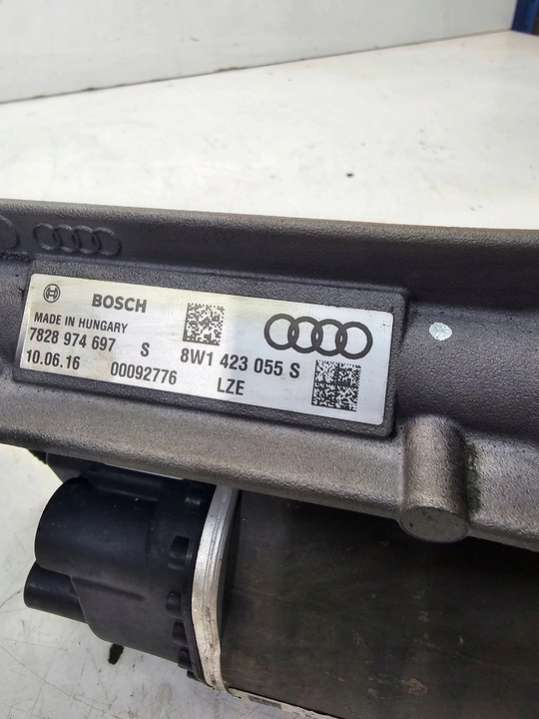 BOSCH
MADE IN HUNGARY
7828 974 697 S
8W1 423 055 S
10.06.16 00092776 LZE